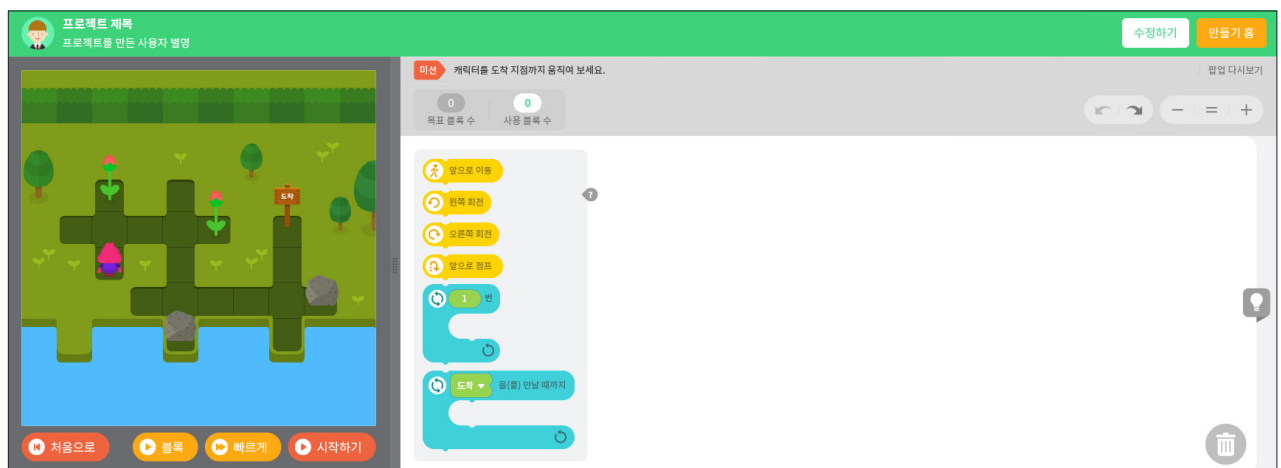 프로젝트 제목
프로젝트를 만든 사용자 별명
수정하기
만들기 홈
미션
캐릭터를 도착 지점까지 움직여 보세요.
팝업 다시보기
0
목표 블록 수
0
사용 블록 수
도착
앞으로 이동
왼쪽 회전
오른쪽 회전
앞으로 점프
1 번
도착 을(를) 만날 때까지
?
처음으로
블록
빠르게
시작하기